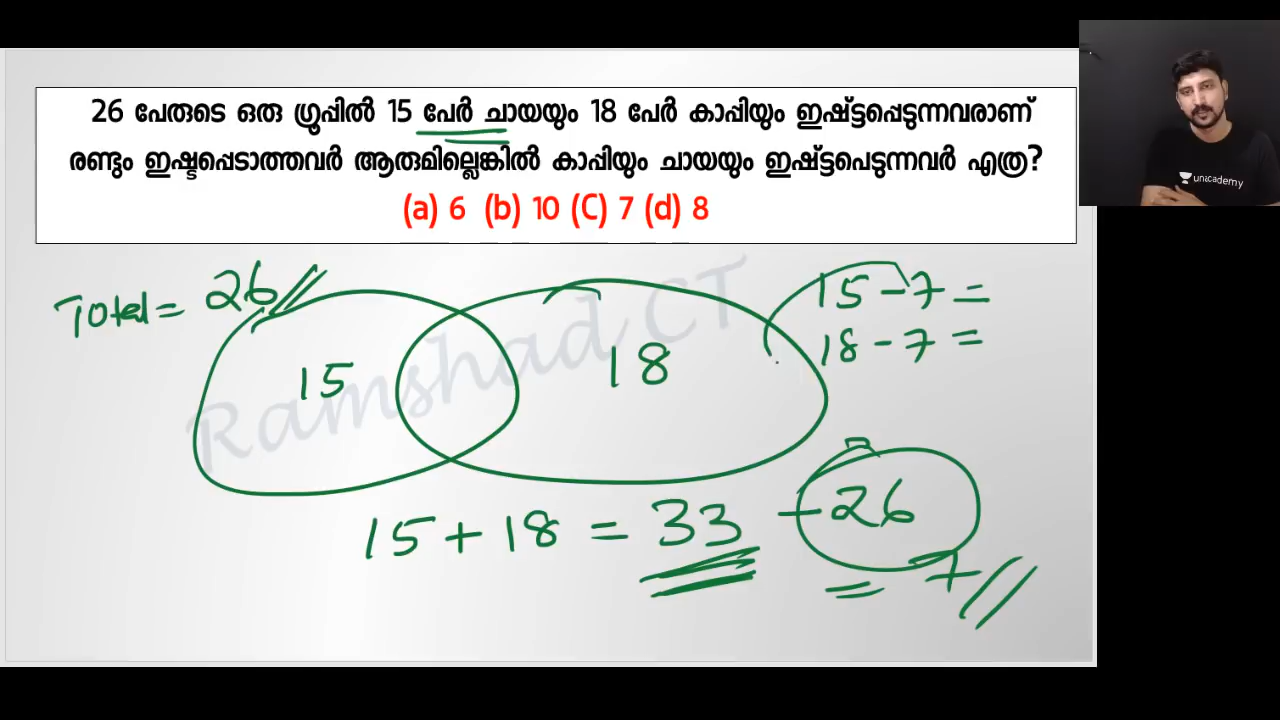 26 പേരുടെ ഒരു ഗ്രൂപ്പിൽ 15 പേർ ചായയും 18 പേർ കാപ്പിയും ഇഷ്ട്ടപ്പെടുന്നവരാണ്
രണ്ടും ഇഷ്ടപ്പെടാത്തവർ ആരുമില്ലെങ്കിൽ കാപ്പിയും ചായയും ഇഷ്ട്ടപെടുന്നവർ എത്ര?
(a) 6 (b) 10 (C) 7 (d) 8
unacademy
Total = 26
15 - 7 =
18 - 7 =
15 18
Ramshad CT
15 + 18 = 33 - 26
= 7